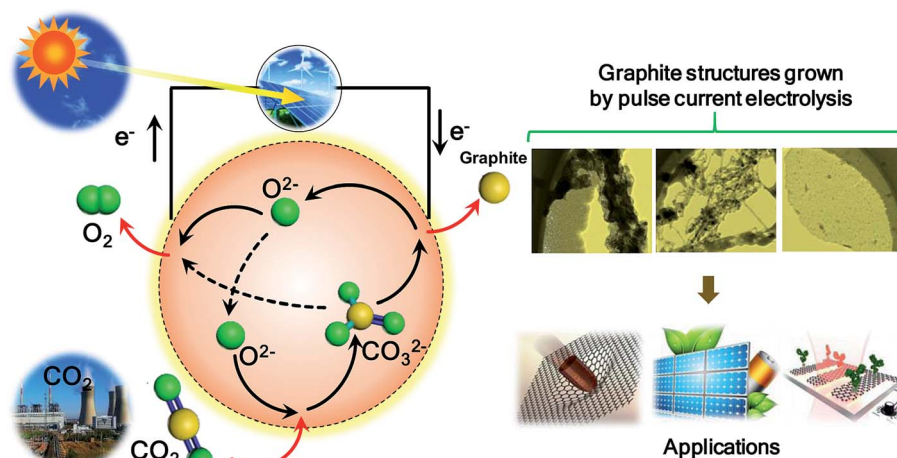 Graphite structures grown
by pulse current electrolysis
e⁻
e⁻
Graphite
O²⁻
O₂
O²⁻
CO₃²⁻
CO₂
CO₂
Applications